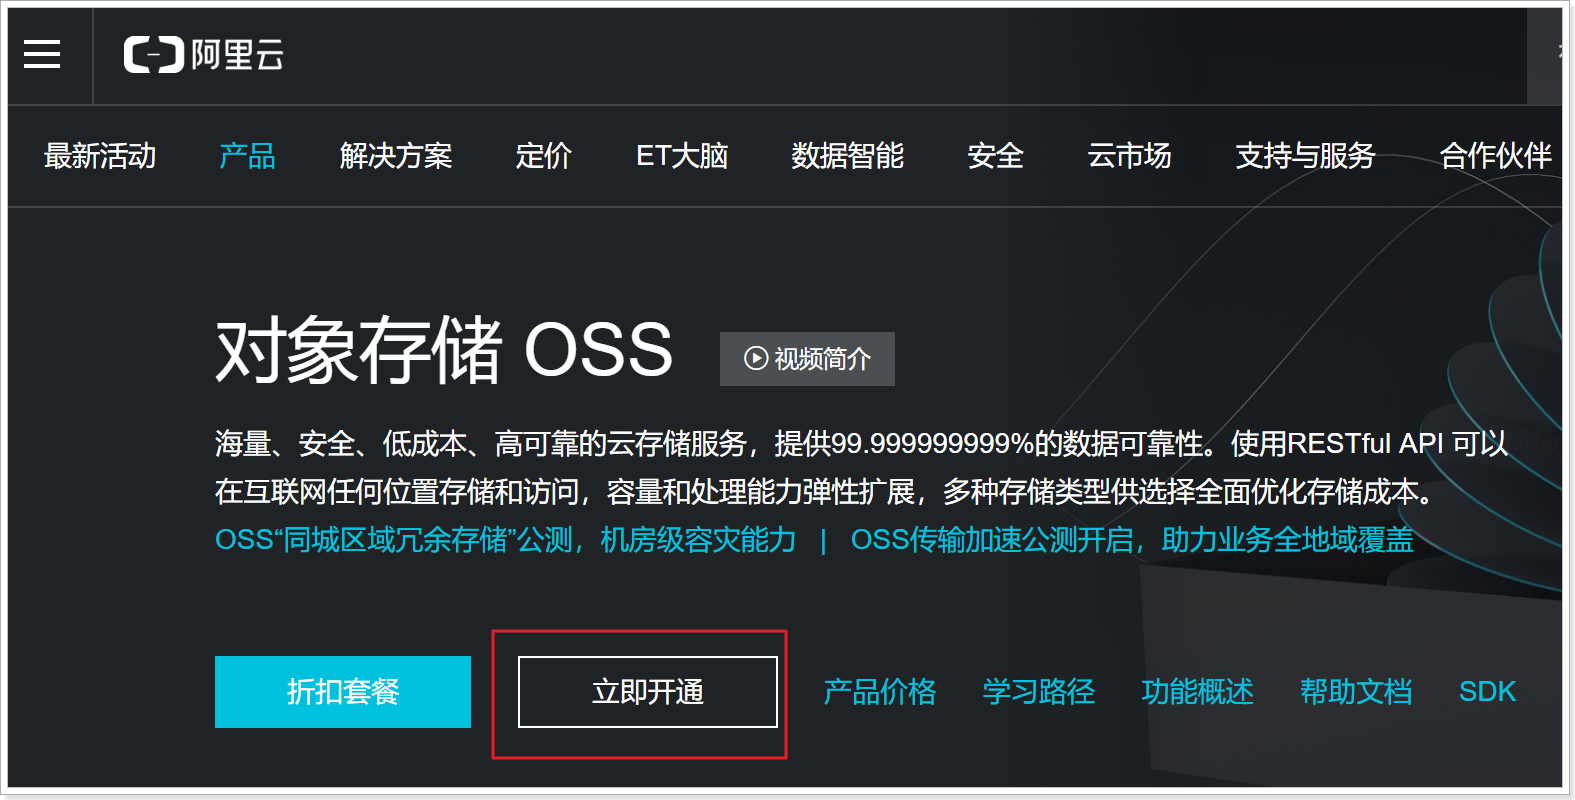 阿里云
最新活动 产品 解决方案 定价 ET大脑 数据智能 安全 云市场 支持与服务 合作伙伴
对象存储 OSS 视频简介
海量、安全、低成本、高可靠的云存储服务，提供99.999999999%的数据可靠性。使用RESTful API 可以
在互联网任何位置存储和访问，容量和处理能力弹性扩展，多种存储类型供选择全面优化存储成本。
OSS“同城区域冗余存储”公测，机房级容灾能力 | OSS传输加速公测开启，助力业务全地域覆盖
折扣套餐 立即开通 产品价格 学习路径 功能概述 帮助文档 SDK